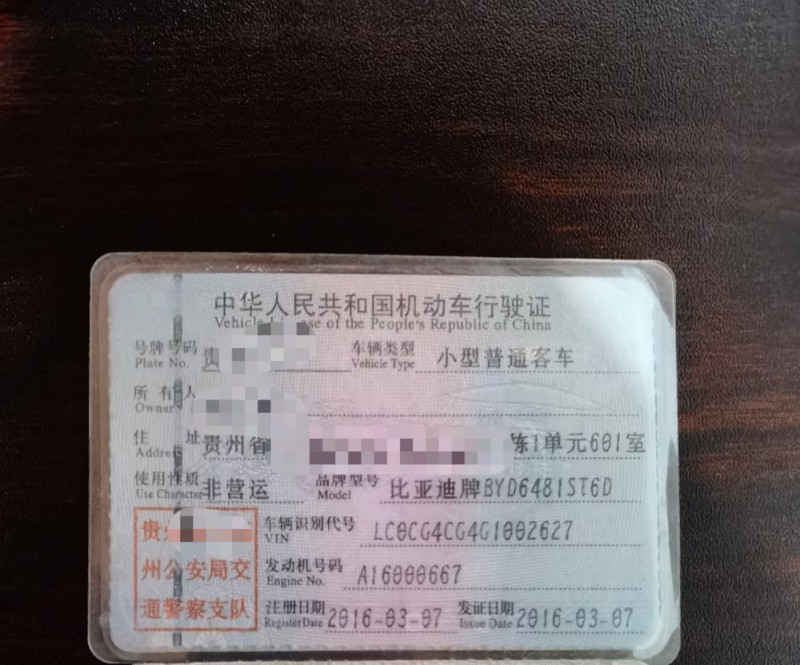 中华人民共和国机动车行驶证
Vehicle of the People's Republic of China
号牌号码 贵 车辆类型 小型普通客车
Plate No. Vehicle Type
所有人
Owner
住址 贵州省 栋1单元601室
Address
使用性质 非营运 品牌型号 比亚迪牌BYD6481ST6D
Use Character Model
贵 车辆识别代号 LC0CG4CG4G1002627
VIN
州公安局交 发动机号码 A16000667
Engine No.
通警察支队 注册日期 2016-03-07 发证日期 2016-03-07
Register Date Issue Date